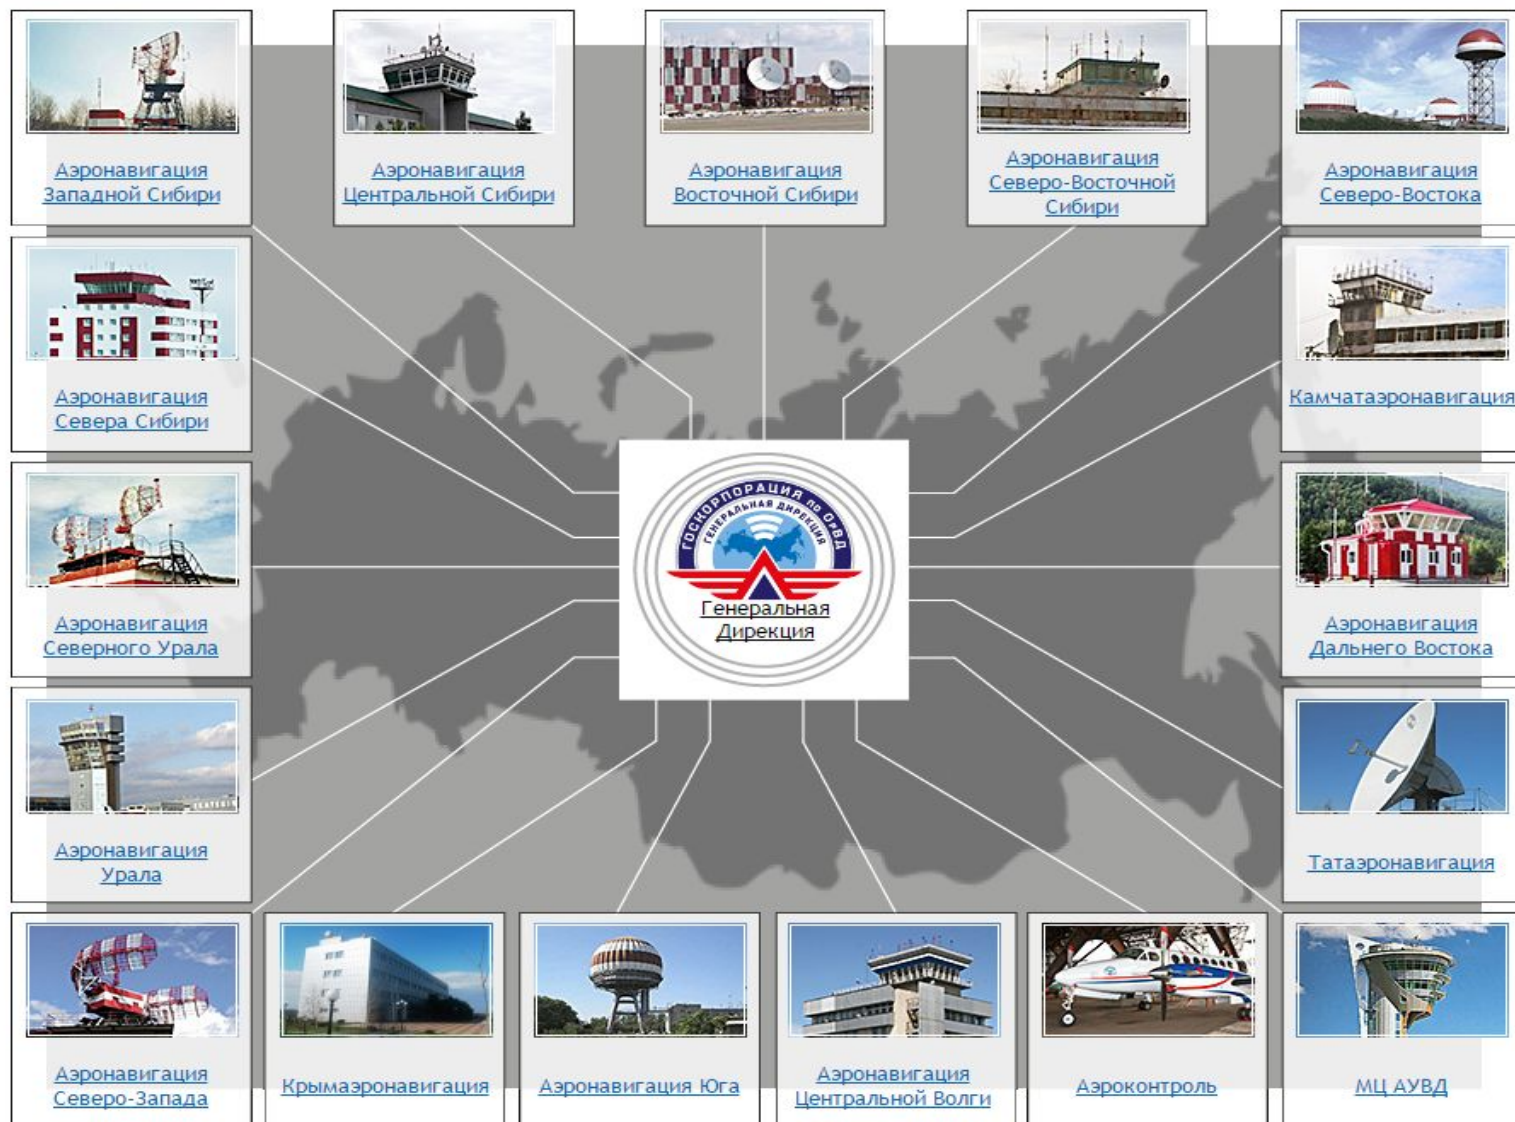 Аэронавигация
Западной Сибири
Аэронавигация
Центральной Сибири
Аэронавигация
Восточной Сибири
Аэронавигация
Северо-Восточной
Сибири
Аэронавигация
Северо-Востока
Аэронавигация
Севера Сибири
Камчатаэронавигация
Аэронавигация
Северного Урала
ГОСКОРПОРАЦИЯ по ОрВД
ГЕНЕРАЛЬНАЯ ДИРЕКЦИЯ
Генеральная
Дирекция
Аэронавигация
Дальнего Востока
Аэронавигация
Урала
Татаэронавигация
Аэронавигация
Северо-Запада
Крымаэронавигация
Аэронавигация Юга
Аэронавигация
Центральной Волги
Аэроконтроль
МЦ АУВД